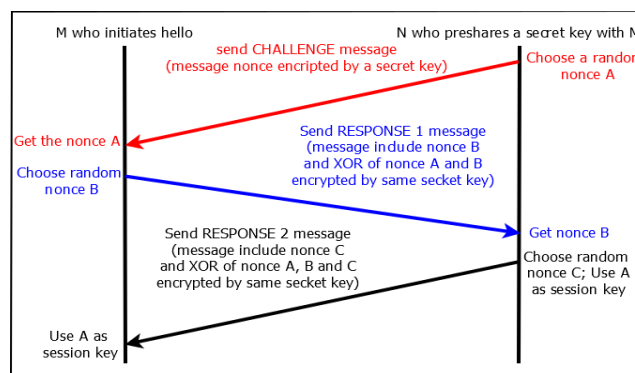 M who initiates hello
N who preshares a secret key with M
send CHALLENGE message
(message nonce encripted by a secret key)
Choose a random
nonce A
Get the nonce A
Send RESPONSE 1 message
(message include nonce B
and XOR of nonce A and B
encrypted by same secket key)
Choose random
nonce B
Get nonce B
Send RESPONSE 2 message
(message include nonce C
and XOR of nonce A, B and C
encrypted by same secket key)
Choose random
nonce C; Use A
as session key
Use A as
session key